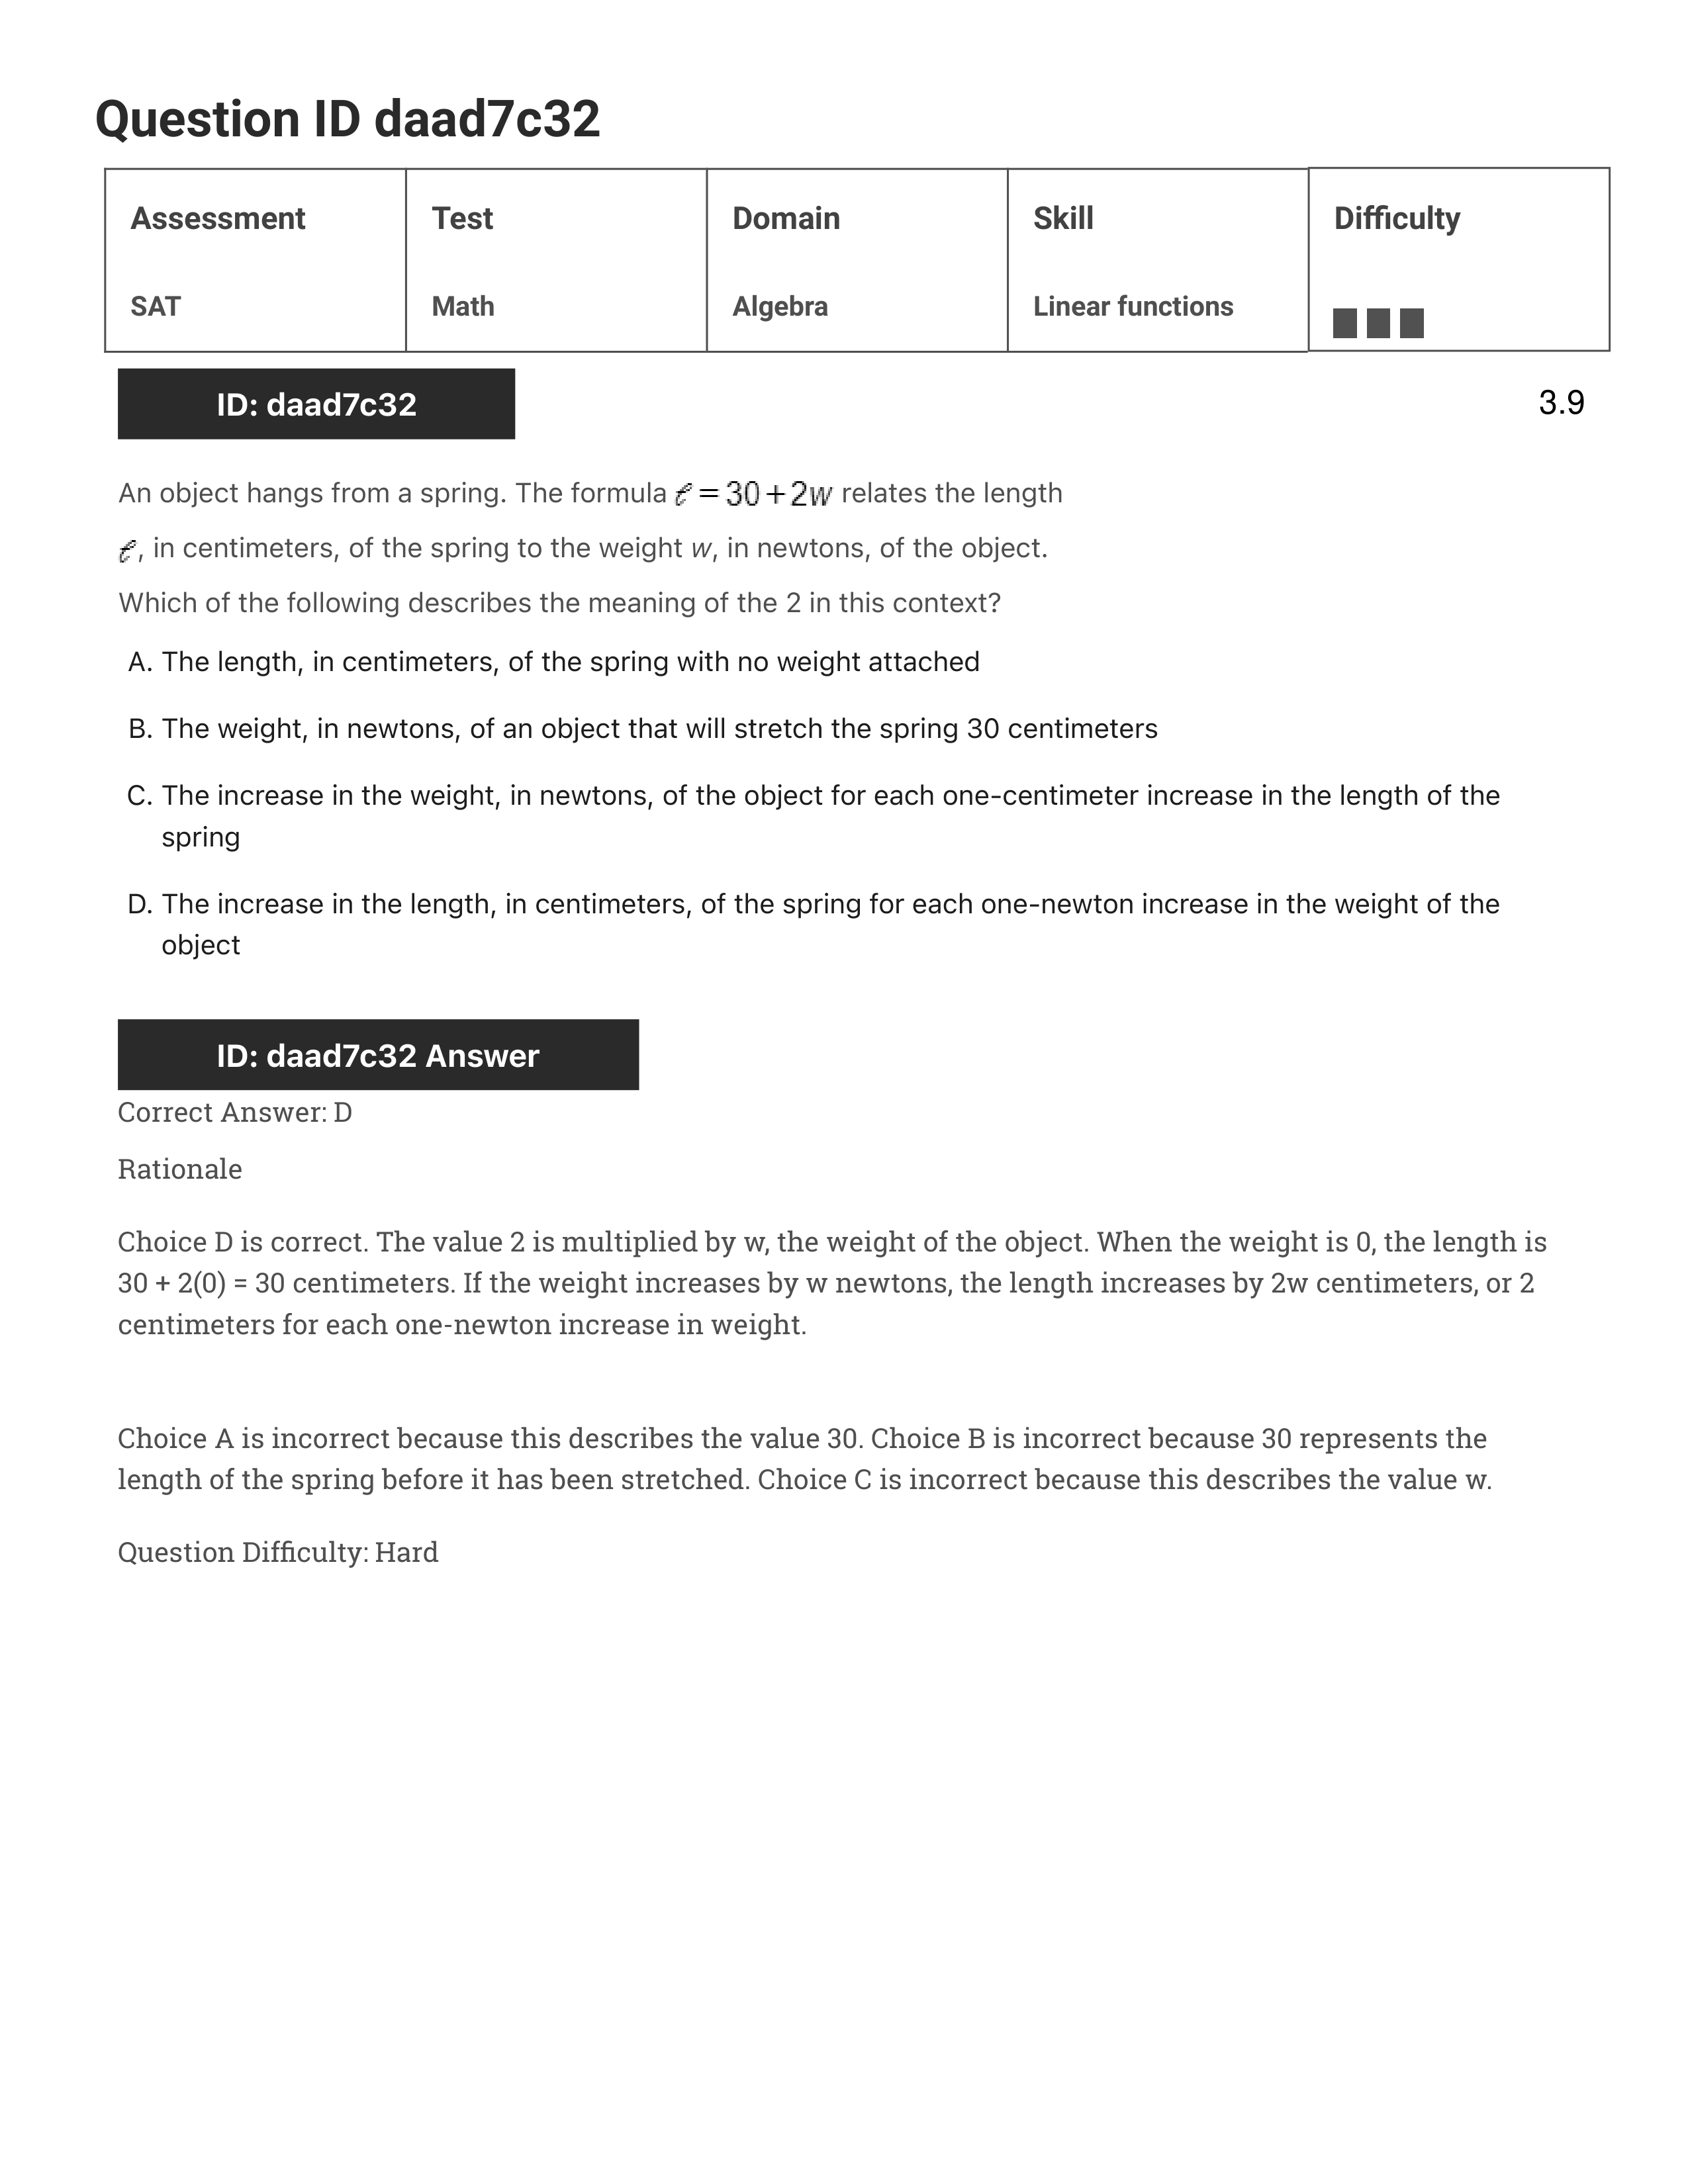 Question ID daad7c32
Assessment Test Domain Skill Difficulty
SAT Math Algebra Linear functions
ID: daad7c32 3.9
An object hangs from a spring. The formula ℓ = 30 + 2w relates the length
ℓ, in centimeters, of the spring to the weight w, in newtons, of the object.
Which of the following describes the meaning of the 2 in this context?
A. The length, in centimeters, of the spring with no weight attached
B. The weight, in newtons, of an object that will stretch the spring 30 centimeters
C. The increase in the weight, in newtons, of the object for each one-centimeter increase in the length of the
spring
D. The increase in the length, in centimeters, of the spring for each one-newton increase in the weight of the
object
ID: daad7c32 Answer
Correct Answer: D
Rationale
Choice D is correct. The value 2 is multiplied by w, the weight of the object. When the weight is 0, the length is
30 + 2(0) = 30 centimeters. If the weight increases by w newtons, the length increases by 2w centimeters, or 2
centimeters for each one-newton increase in weight.
Choice A is incorrect because this describes the value 30. Choice B is incorrect because 30 represents the
length of the spring before it has been stretched. Choice C is incorrect because this describes the value w.
Question Difficulty: Hard